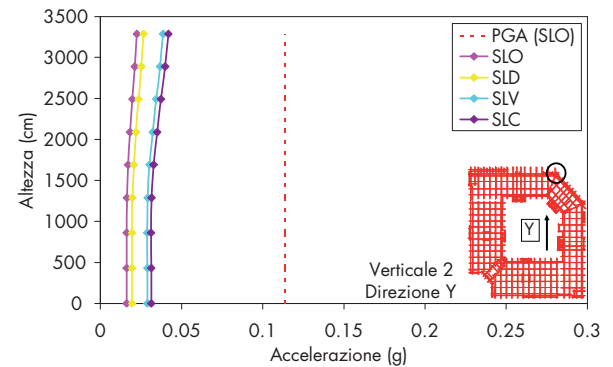 3500
3000
2500
2000
1500
1000
500
0
Altezza (cm)
0 0.05 0.1 0.15 0.2 0.25 0.3
Accelerazione (g)
PGA (SLO)
SLO
SLD
SLV
SLC
Y
Verticale 2
Direzione Y